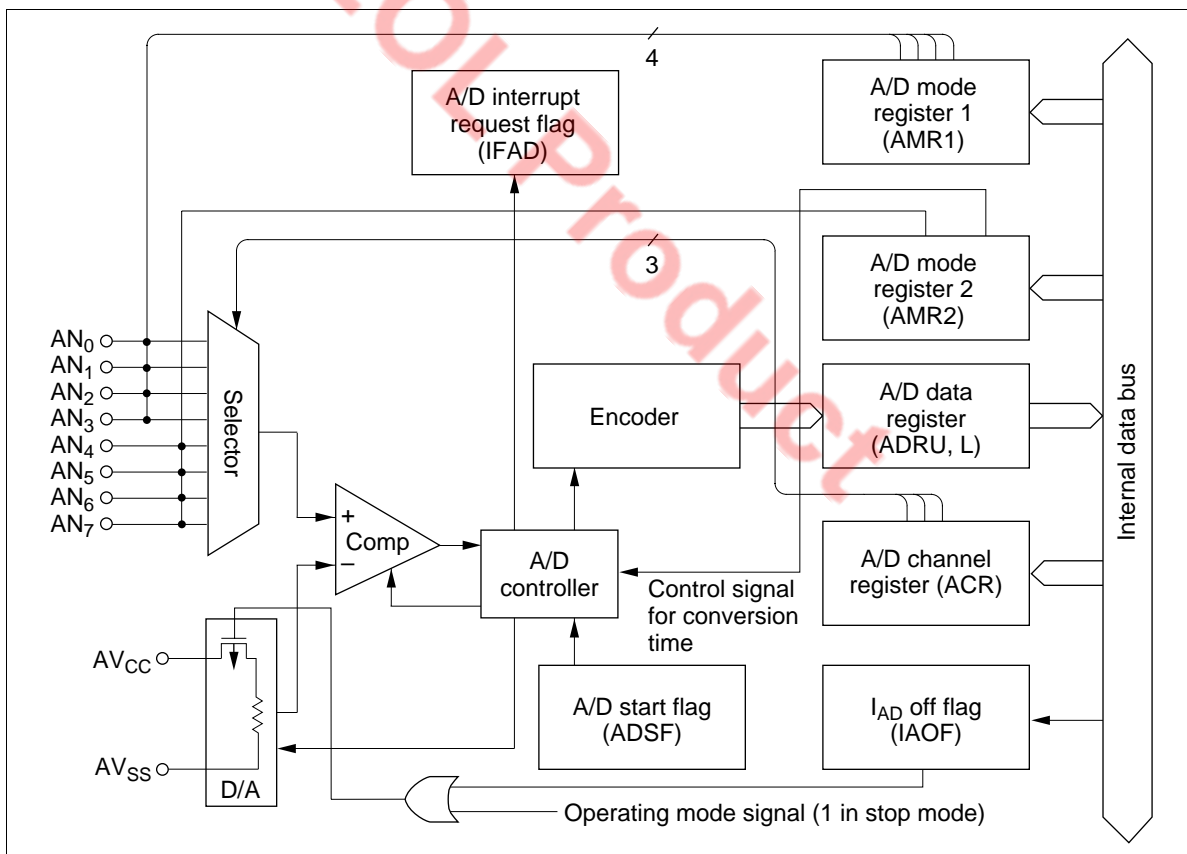 4
A/D interrupt
request flag
(IFAD)
A/D mode
register 1
(AMR1)
3
A/D mode
register 2
(AMR2)
AN0
AN1
AN2
AN3
AN4
AN5
AN6
AN7
Selector
Encoder
A/D data
register
(ADRU, L)
Internal data bus
+
Comp
−
A/D
controller
Control signal
for conversion
time
A/D channel
register (ACR)
AVCC
AVSS
D/A
A/D start flag
(ADSF)
IAD off flag
(IAOF)
Operating mode signal (1 in stop mode)
OL Product